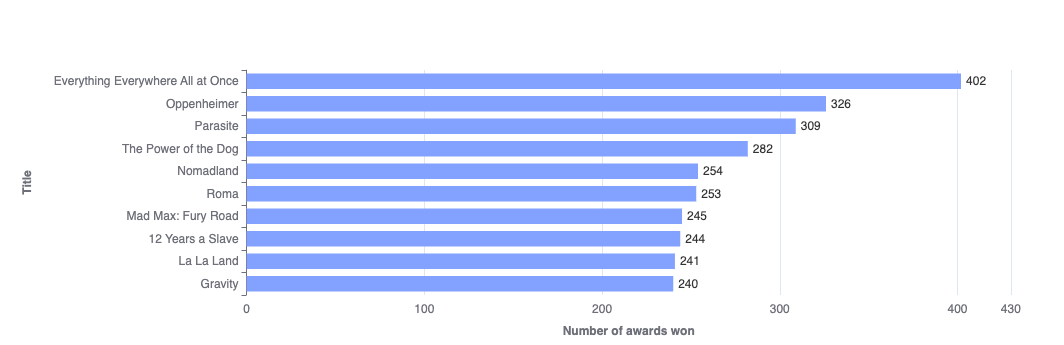 Everything Everywhere All at Once 402
Oppenheimer 326
Parasite 309
The Power of the Dog 282
Nomadland 254
Roma 253
Mad Max: Fury Road 245
12 Years a Slave 244
La La Land 241
Gravity 240
Title
0 100 200 300 400 430
Number of awards won